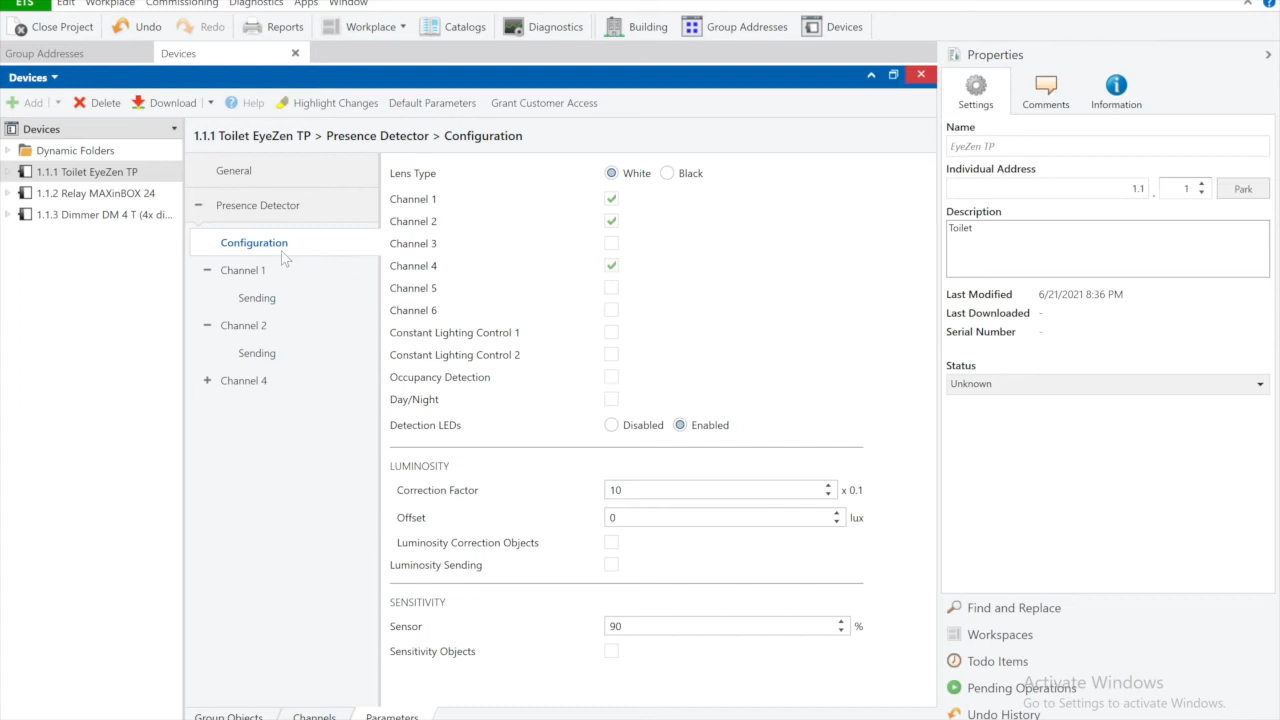 ETS Edit Workplace Commissioning Diagnostics Apps Window
Close Project Undo Redo Reports Workplace Catalogs Diagnostics Building Group Addresses Devices
Group Addresses Devices
Devices
Add Delete Download Help Highlight Changes Default Parameters Grant Customer Access
Devices
Dynamic Folders
1.1.1 Toilet EyeZen TP
1.1.2 Relay MAXinBOX 24
1.1.3 Dimmer DM 4 T (4x di...
1.1.1 Toilet EyeZen TP > Presence Detector > Configuration
General
Presence Detector
Configuration
Channel 1
Sending
Channel 2
Sending
Channel 4
Lens Type White Black
Channel 1
Channel 2
Channel 3
Channel 4
Channel 5
Channel 6
Constant Lighting Control 1
Constant Lighting Control 2
Occupancy Detection
Day/Night
Detection LEDs Disabled Enabled
LUMINOSITY
Correction Factor 10 x 0.1
Offset 0 lux
Luminosity Correction Objects
Luminosity Sending
SENSITIVITY
Sensor 90 %
Sensitivity Objects
Group Objects Channels Parameters
Properties
Settings Comments Information
Name
EyeZen TP
Individual Address
1.1 . 1 Park
Description
Toilet
Last Modified 6/21/2021 8:36 PM
Last Downloaded -
Serial Number -
Status
Unknown
Find and Replace
Workspaces
Todo Items
Pending Operations
Undo History
Activate Windows
Go to Settings to activate Windows.